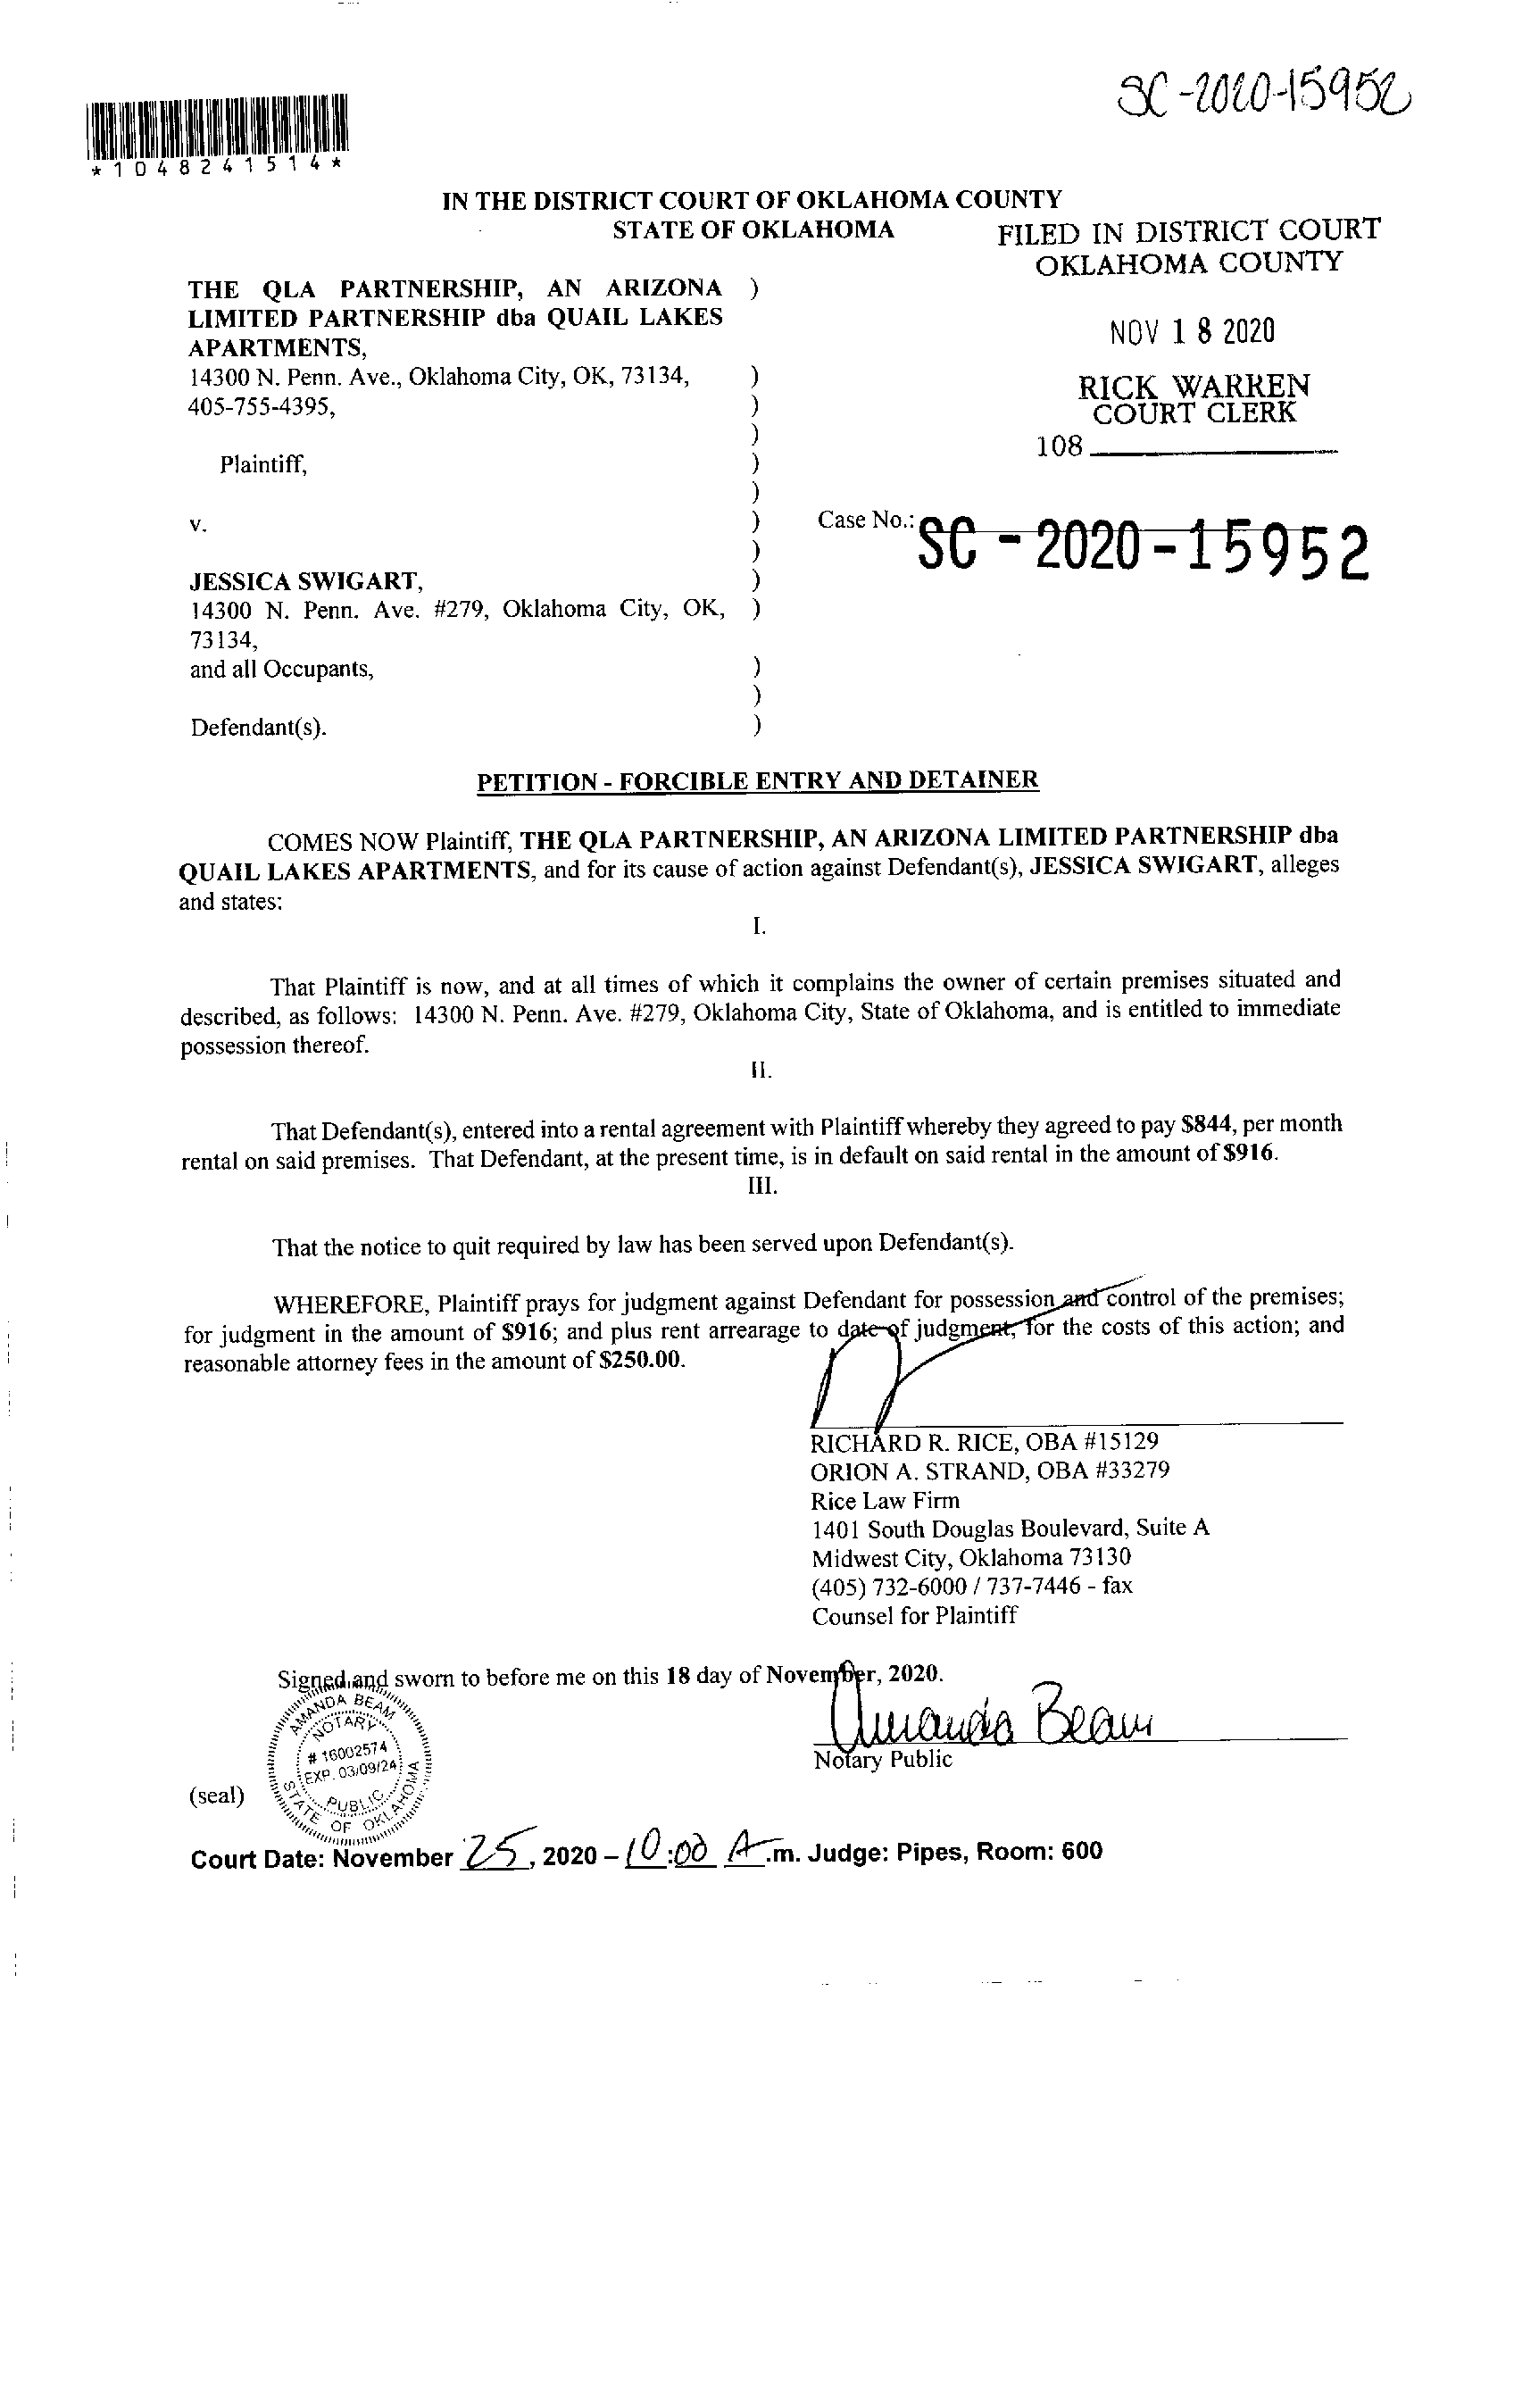 SC-2020-15952
*1048241514*
IN THE DISTRICT COURT OF OKLAHOMA COUNTY
STATE OF OKLAHOMA
FILED IN DISTRICT COURT
OKLAHOMA COUNTY
NOV 18 2020
RICK WARREN
COURT CLERK
108
THE QLA PARTNERSHIP, AN ARIZONA )
LIMITED PARTNERSHIP dba QUAIL LAKES
APARTMENTS,
14300 N. Penn. Ave., Oklahoma City, OK, 73134, )
405-755-4395, )
)
Plaintiff, )
)
v. )
Case No.: SC-2020-15952
)
JESSICA SWIGART, )
14300 N. Penn. Ave. #279, Oklahoma City, OK, )
73134,
and all Occupants, )
)
Defendant(s). )
PETITION - FORCIBLE ENTRY AND DETAINER
COMES NOW Plaintiff, THE QLA PARTNERSHIP, AN ARIZONA LIMITED PARTNERSHIP dba
QUAIL LAKES APARTMENTS, and for its cause of action against Defendant(s), JESSICA SWIGART, alleges
and states:
I.
That Plaintiff is now, and at all times of which it complains the owner of certain premises situated and
described, as follows: 14300 N. Penn. Ave. #279, Oklahoma City, State of Oklahoma, and is entitled to immediate
possession thereof.
II.
That Defendant(s), entered into a rental agreement with Plaintiff whereby they agreed to pay $844, per month
rental on said premises. That Defendant, at the present time, is in default on said rental in the amount of $916.
III.
That the notice to quit required by law has been served upon Defendant(s).
WHEREFORE, Plaintiff prays for judgment against Defendant for possession and control of the premises;
for judgment in the amount of $916; and plus rent arrearage to date of judgment, for the costs of this action; and
reasonable attorney fees in the amount of $250.00.
RICHARD R. RICE, OBA #15129
ORION A. STRAND, OBA #33279
Rice Law Firm
1401 South Douglas Boulevard, Suite A
Midwest City, Oklahoma 73130
(405) 732-6000 / 737-7446 - fax
Counsel for Plaintiff
Signed and sworn to before me on this 18 day of November, 2020.
Amanda Beam
Notary Public
AMANDA BEAM
NOTARY
# 16002574
EXP. 03/09/24
PUBLIC
STATE OF OKLAHOMA
(seal)
Court Date: November 25, 2020 – 10:00 A.m. Judge: Pipes, Room: 600